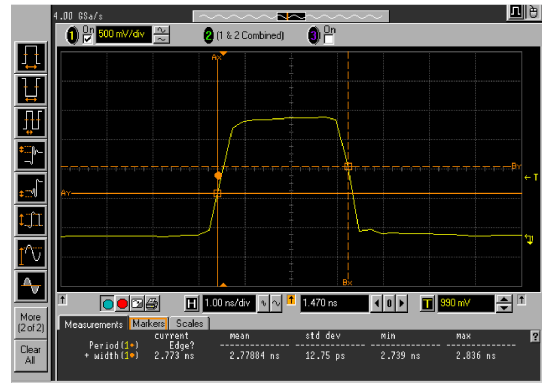 4.00 GSa/s
1 On 500 mV/div 2 (1 & 2 Combined) 3 On
Ax
By
T
Ay
Bx
H 1.00 ns/div 1.470 ns 0 T 990 mV
More
(2 of 2)
Clear
All
Measurements Markers Scales
current mean std dev min max
Period(1) Edge?
+ width(1) 2.773 ns 2.77884 ns 12.75 ps 2.739 ns 2.836 ns
?